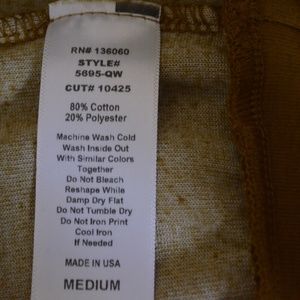 RN# 136060
STYLE#
5695-QW
CUT# 10425
80% Cotton
20% Polyester
Machine Wash Cold
Wash Inside Out
With Similar Colors
Together
Do Not Bleach
Reshape While
Damp Dry Flat
Do Not Tumble Dry
Do Not Iron Print
Cool Iron
If Needed
MADE IN USA
MEDIUM